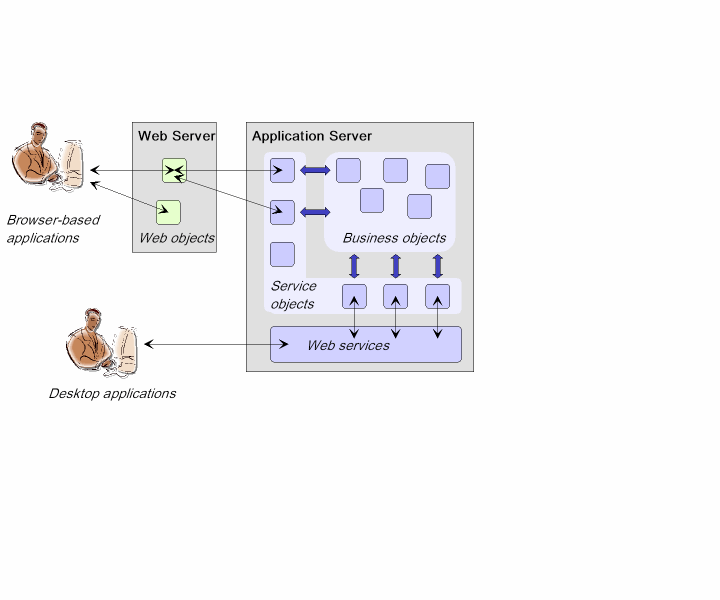 Web Server
Application Server
Browser-based
applications
Web objects
Business objects
Service
objects
Web services
Desktop applications